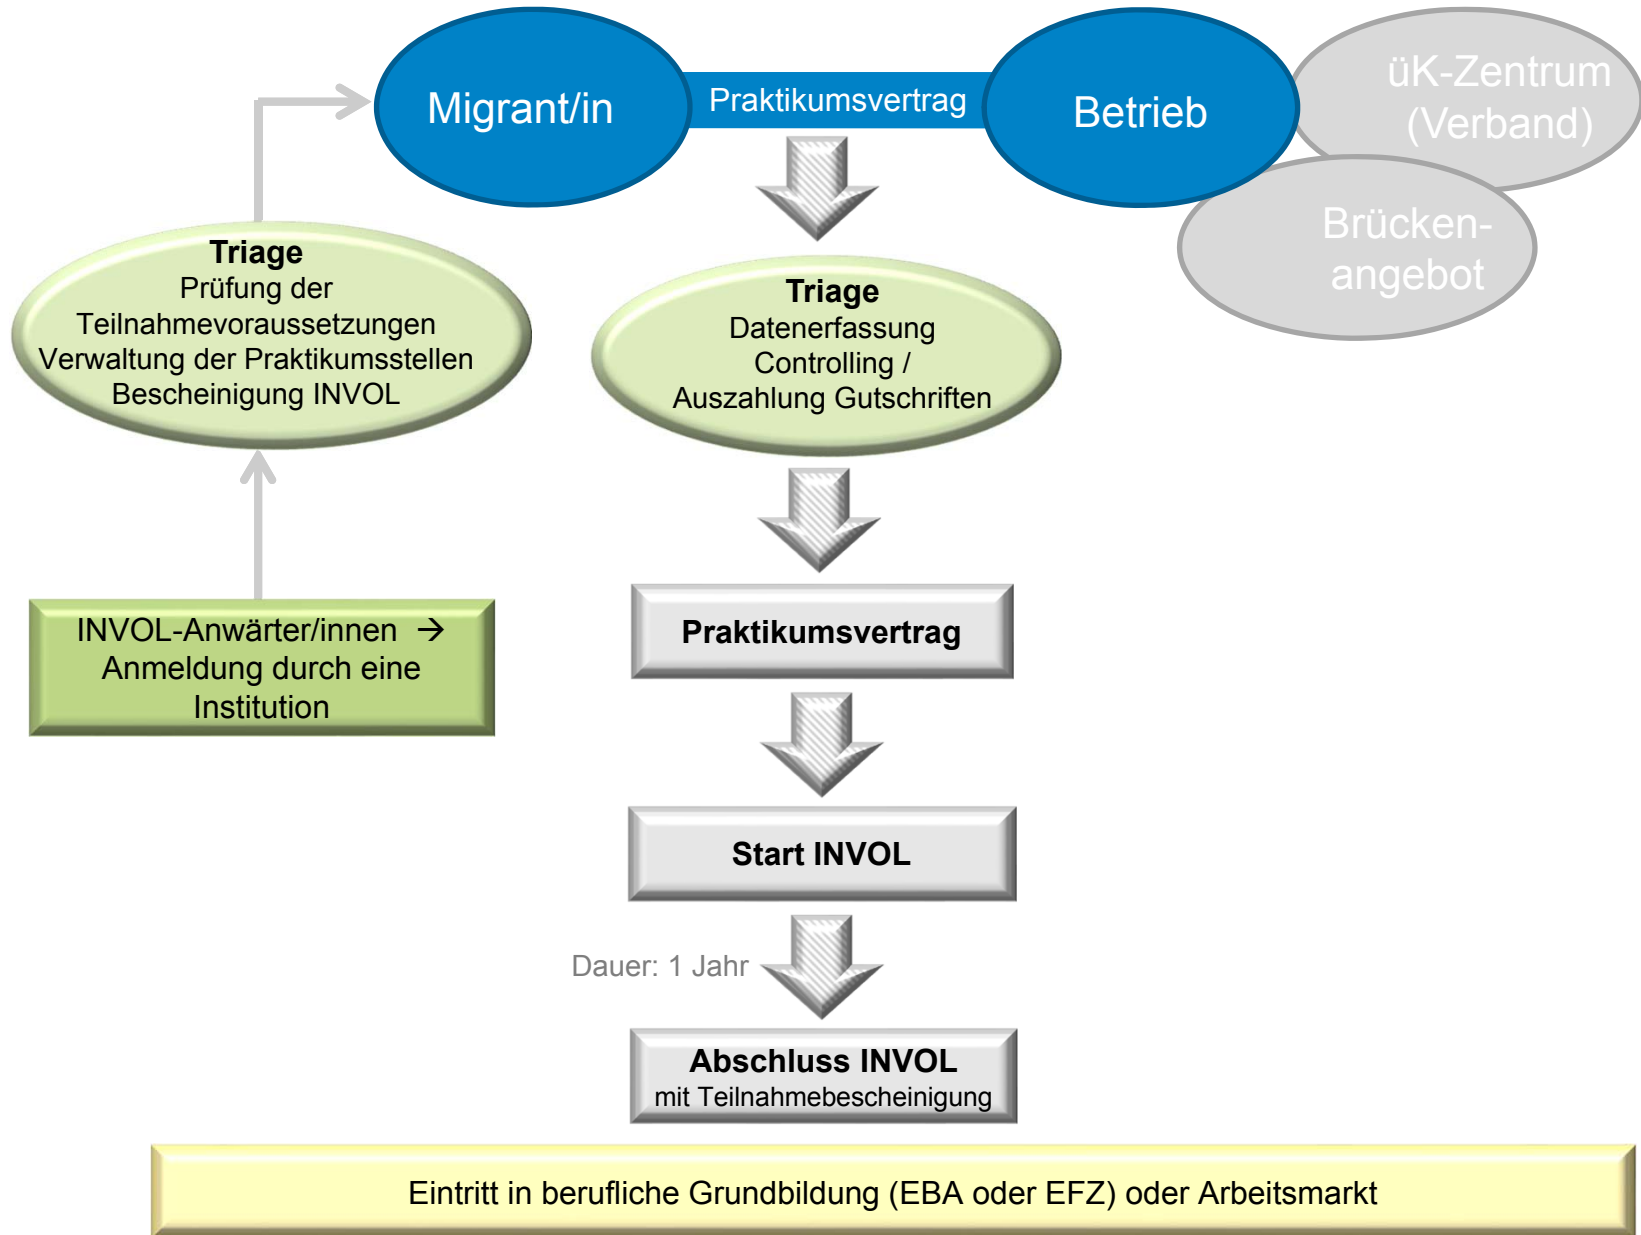 Migrant/in
Praktikumsvertrag
Betrieb
üK-Zentrum
(Verband)
Brücken-
angebot
Triage
Prüfung der
Teilnahmevoraussetzungen
Verwaltung der Praktikumsstellen
Bescheinigung INVOL
Triage
Datenerfassung
Controlling /
Auszahlung Gutschriften
INVOL-Anwärter/innen →
Anmeldung durch eine
Institution
Praktikumsvertrag
Start INVOL
Dauer: 1 Jahr
Abschluss INVOL
mit Teilnahmebescheinigung
Eintritt in berufliche Grundbildung (EBA oder EFZ) oder Arbeitsmarkt